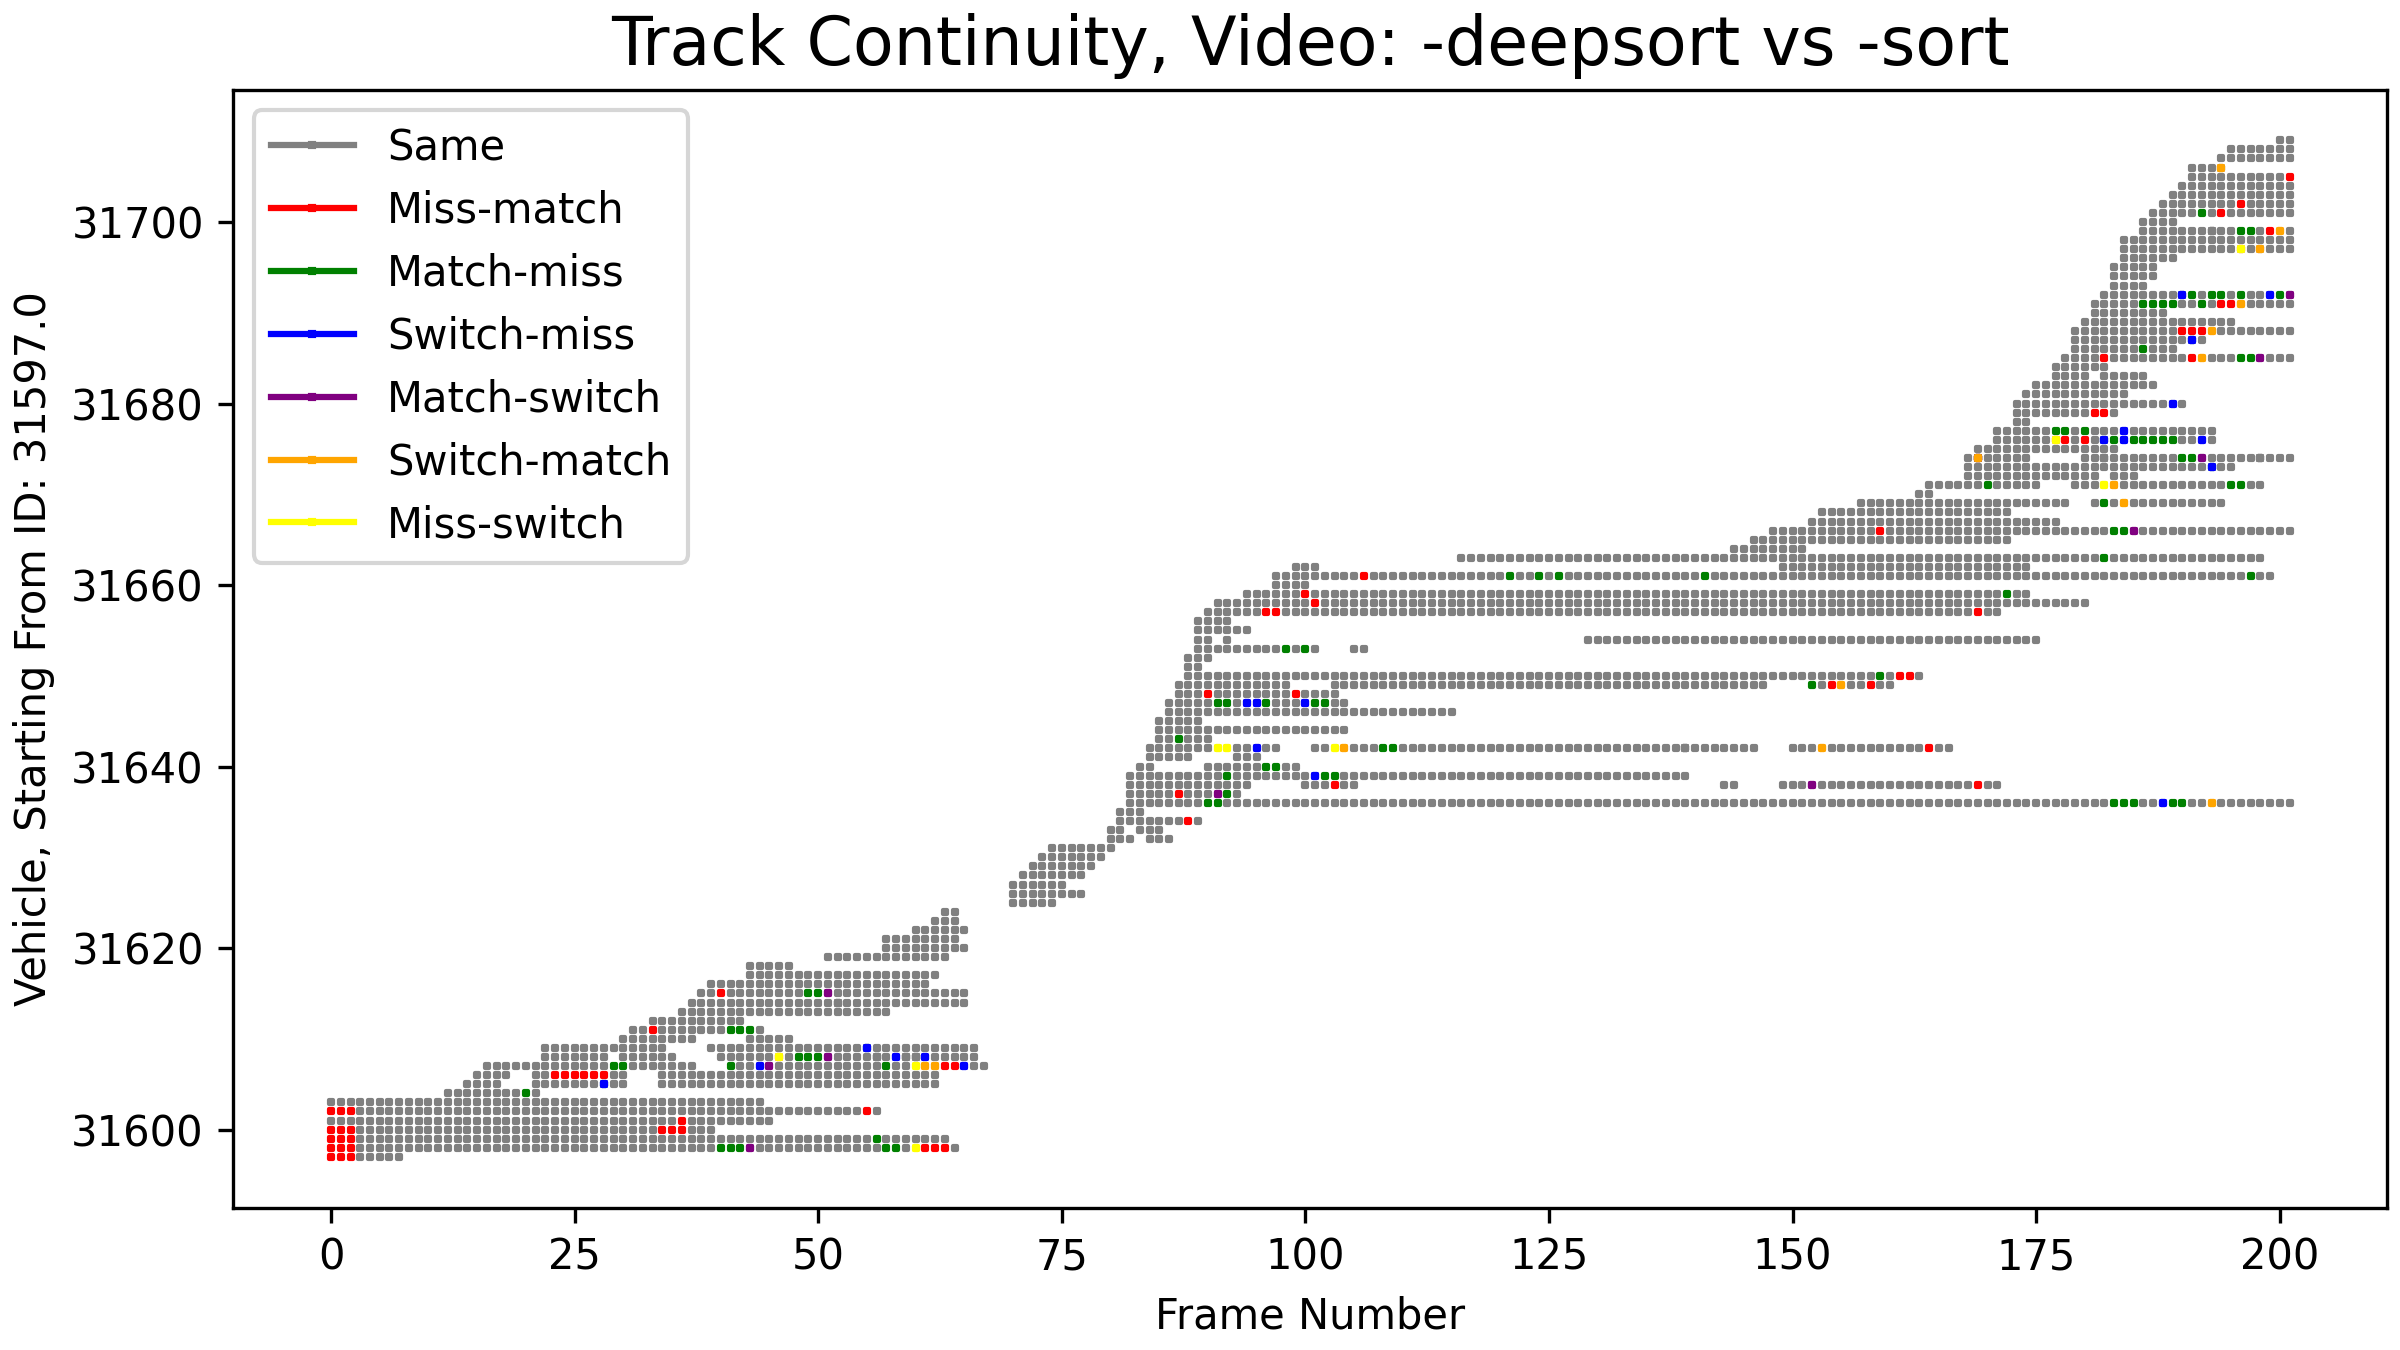 Track Continuity, Video: -deepsort vs -sort
Same
Miss-match
Match-miss
Switch-miss
Match-switch
Switch-match
Miss-switch
Vehicle, Starting From ID: 31597.0
31700
31680
31660
31640
31620
31600
0 25 50 75 100 125 150 175 200
Frame Number